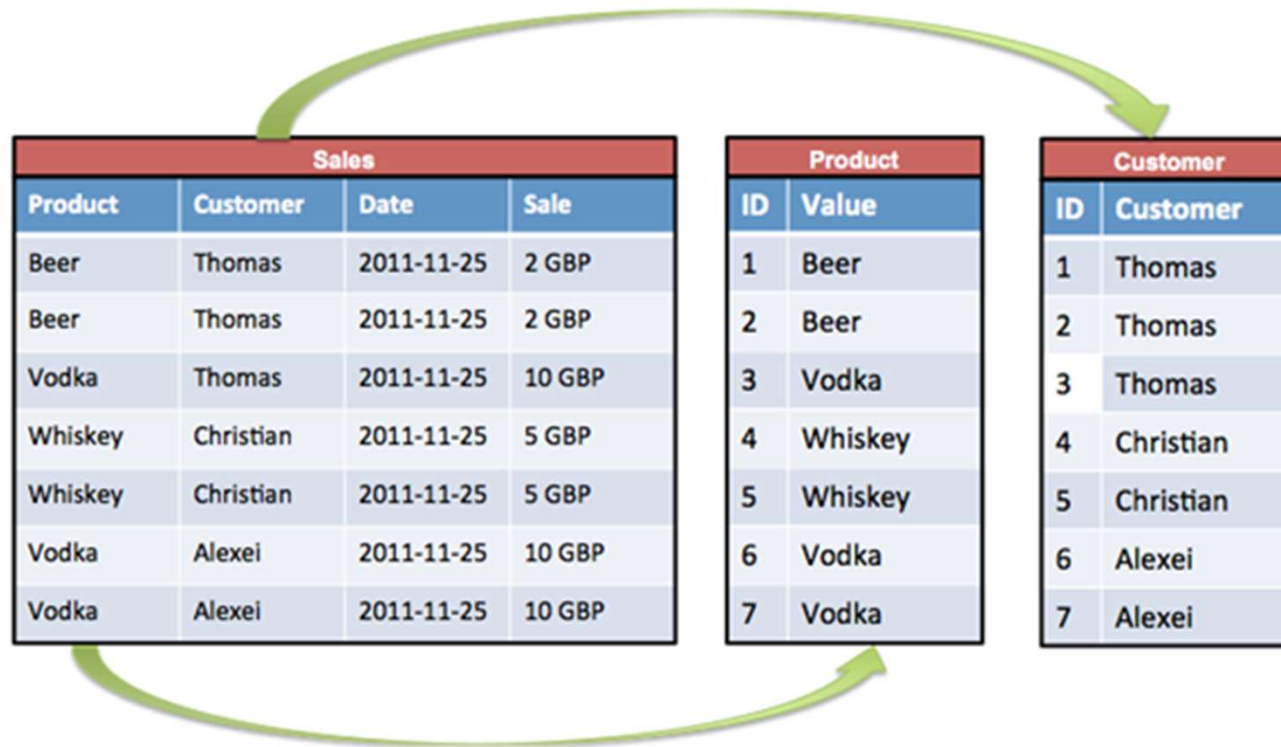 Sales
Product Customer Date Sale
Beer Thomas 2011-11-25 2 GBP
Beer Thomas 2011-11-25 2 GBP
Vodka Thomas 2011-11-25 10 GBP
Whiskey Christian 2011-11-25 5 GBP
Whiskey Christian 2011-11-25 5 GBP
Vodka Alexei 2011-11-25 10 GBP
Vodka Alexei 2011-11-25 10 GBP
Product
ID Value
1 Beer
2 Beer
3 Vodka
4 Whiskey
5 Whiskey
6 Vodka
7 Vodka
Customer
ID Customer
1 Thomas
2 Thomas
3 Thomas
4 Christian
5 Christian
6 Alexei
7 Alexei